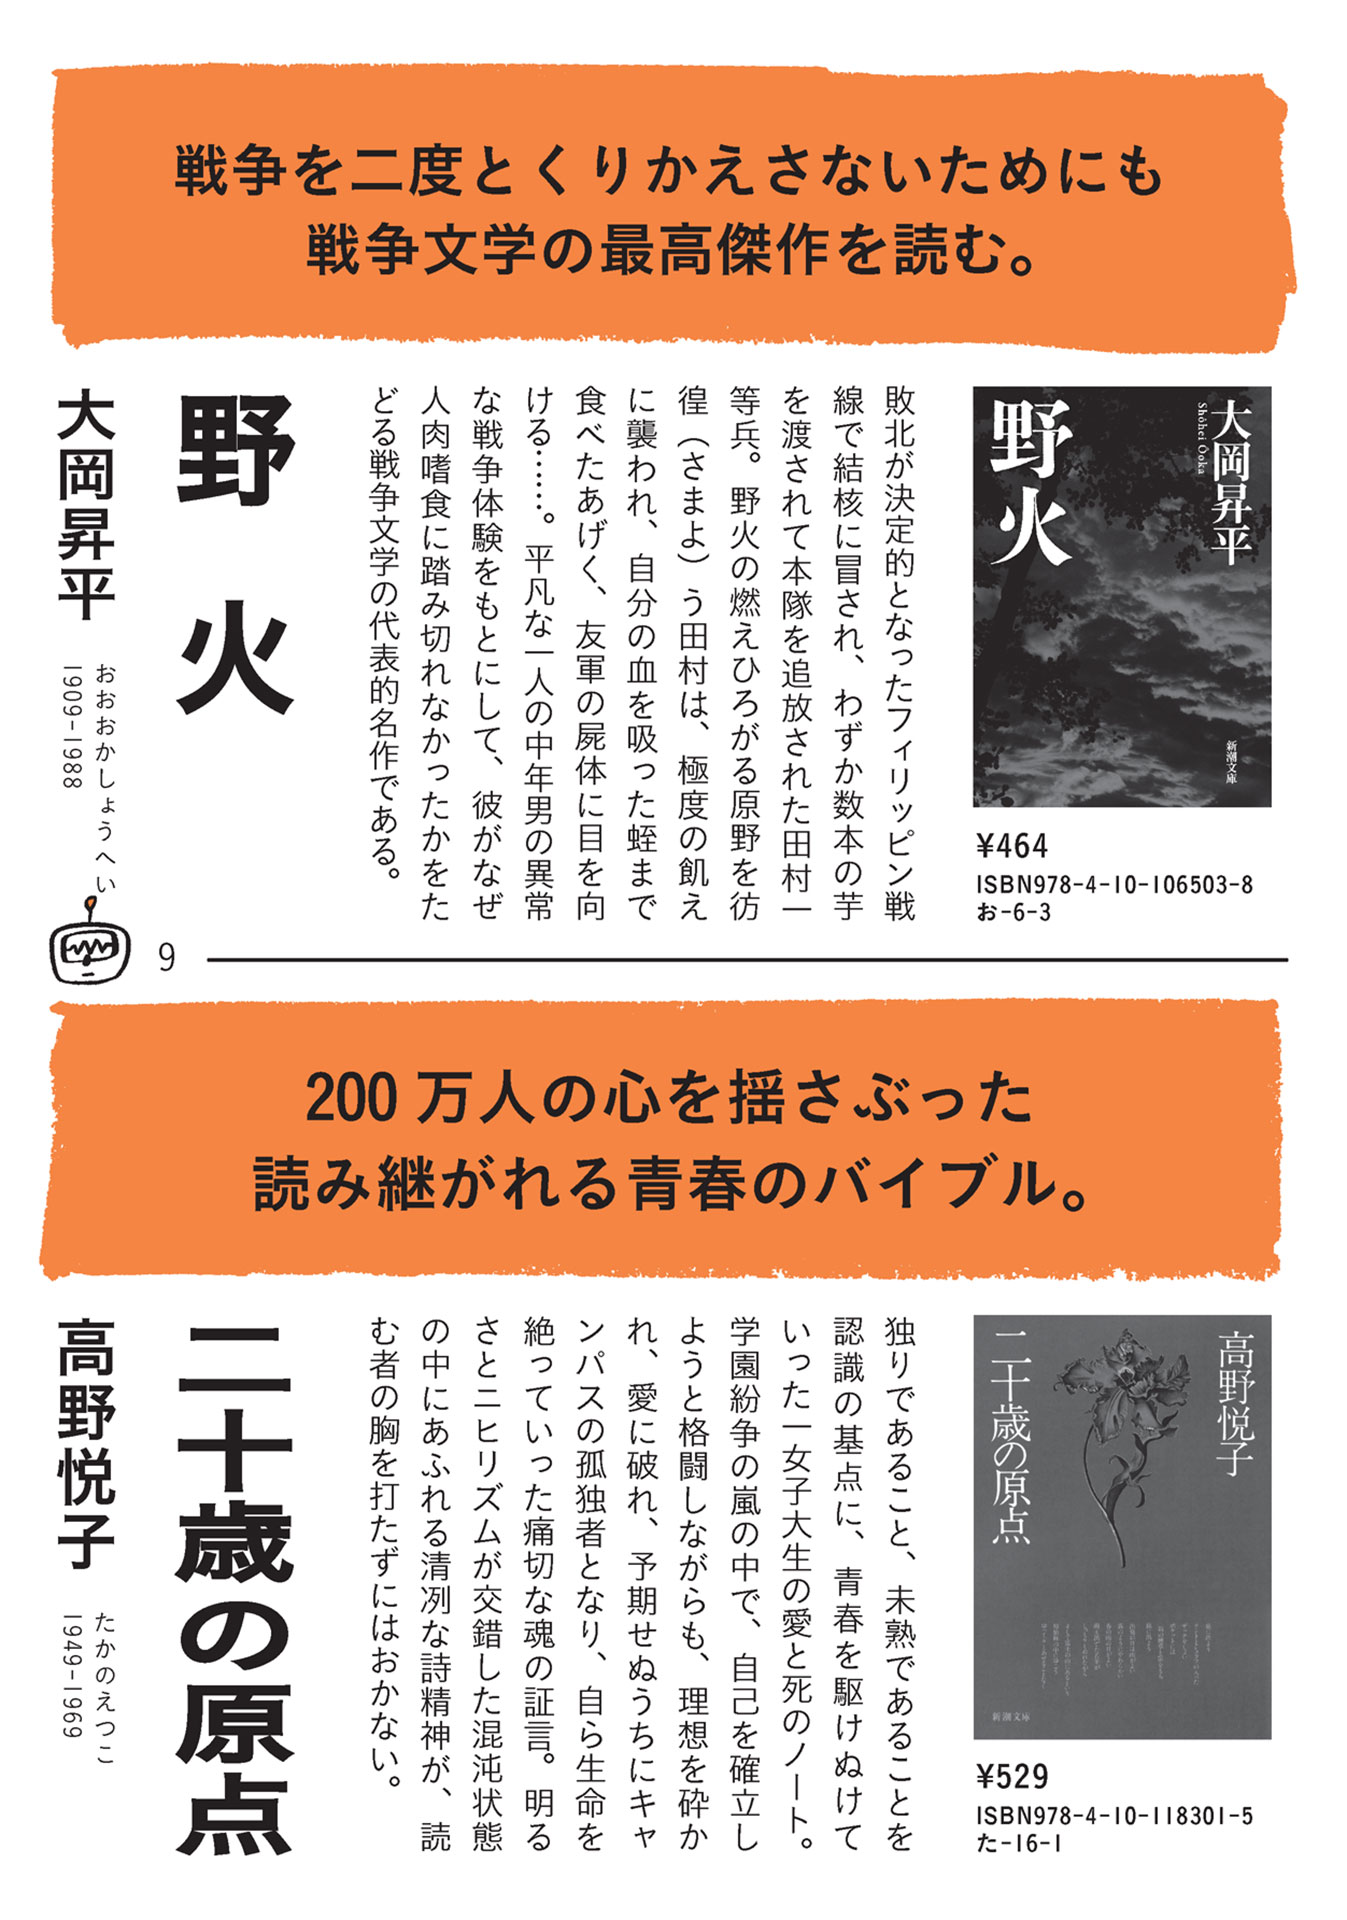 戦争を二度とくりかえさないためにも
戦争文学の最高傑作を読む。
大岡昇平
Shôhei Ôoka
野火
新潮文庫
¥464
ISBN978-4-10-106503-8
お-6-3
敗北が決定的となったフィリッピン戦
線で結核に冒され、わずか数本の芋
を渡されて本隊を追放された田村一
等兵。野火の燃えひろがる原野を彷
徨（さまよ）う田村は、極度の飢え
に襲われ、自分の血を吸った蛭まで
食べたあげく、友軍の屍体に目を向
ける……。平凡な一人の中年男の異常
な戦争体験をもとにして、彼がなぜ
人肉嗜食に踏み切れなかったかをた
どる戦争文学の代表的名作である。
野火
大岡昇平
おおおかしょうへい
1909-1988
9
200万人の心を揺さぶった
読み継がれる青春のバイブル。
高野悦子
二十歳の原点
新潮文庫
¥529
ISBN978-4-10-118301-5
た-16-1
独りであること、未熟であることを
認識の基点に、青春を駆けぬけて
いった一女子大生の愛と死のノート。
学園紛争の嵐の中で、自己を確立し
ようと格闘しながらも、理想を砕か
れ、愛に破れ、予期せぬうちにキャ
ンパスの孤独者となり、自ら生命を
絶っていった痛切な魂の証言。明る
さとニヒリズムが交錯した混沌状態
の中にあふれる清冽な詩精神が、読
む者の胸を打たずにはおかない。
二十歳の原点
高野悦子
たかのえつこ
1949-1969